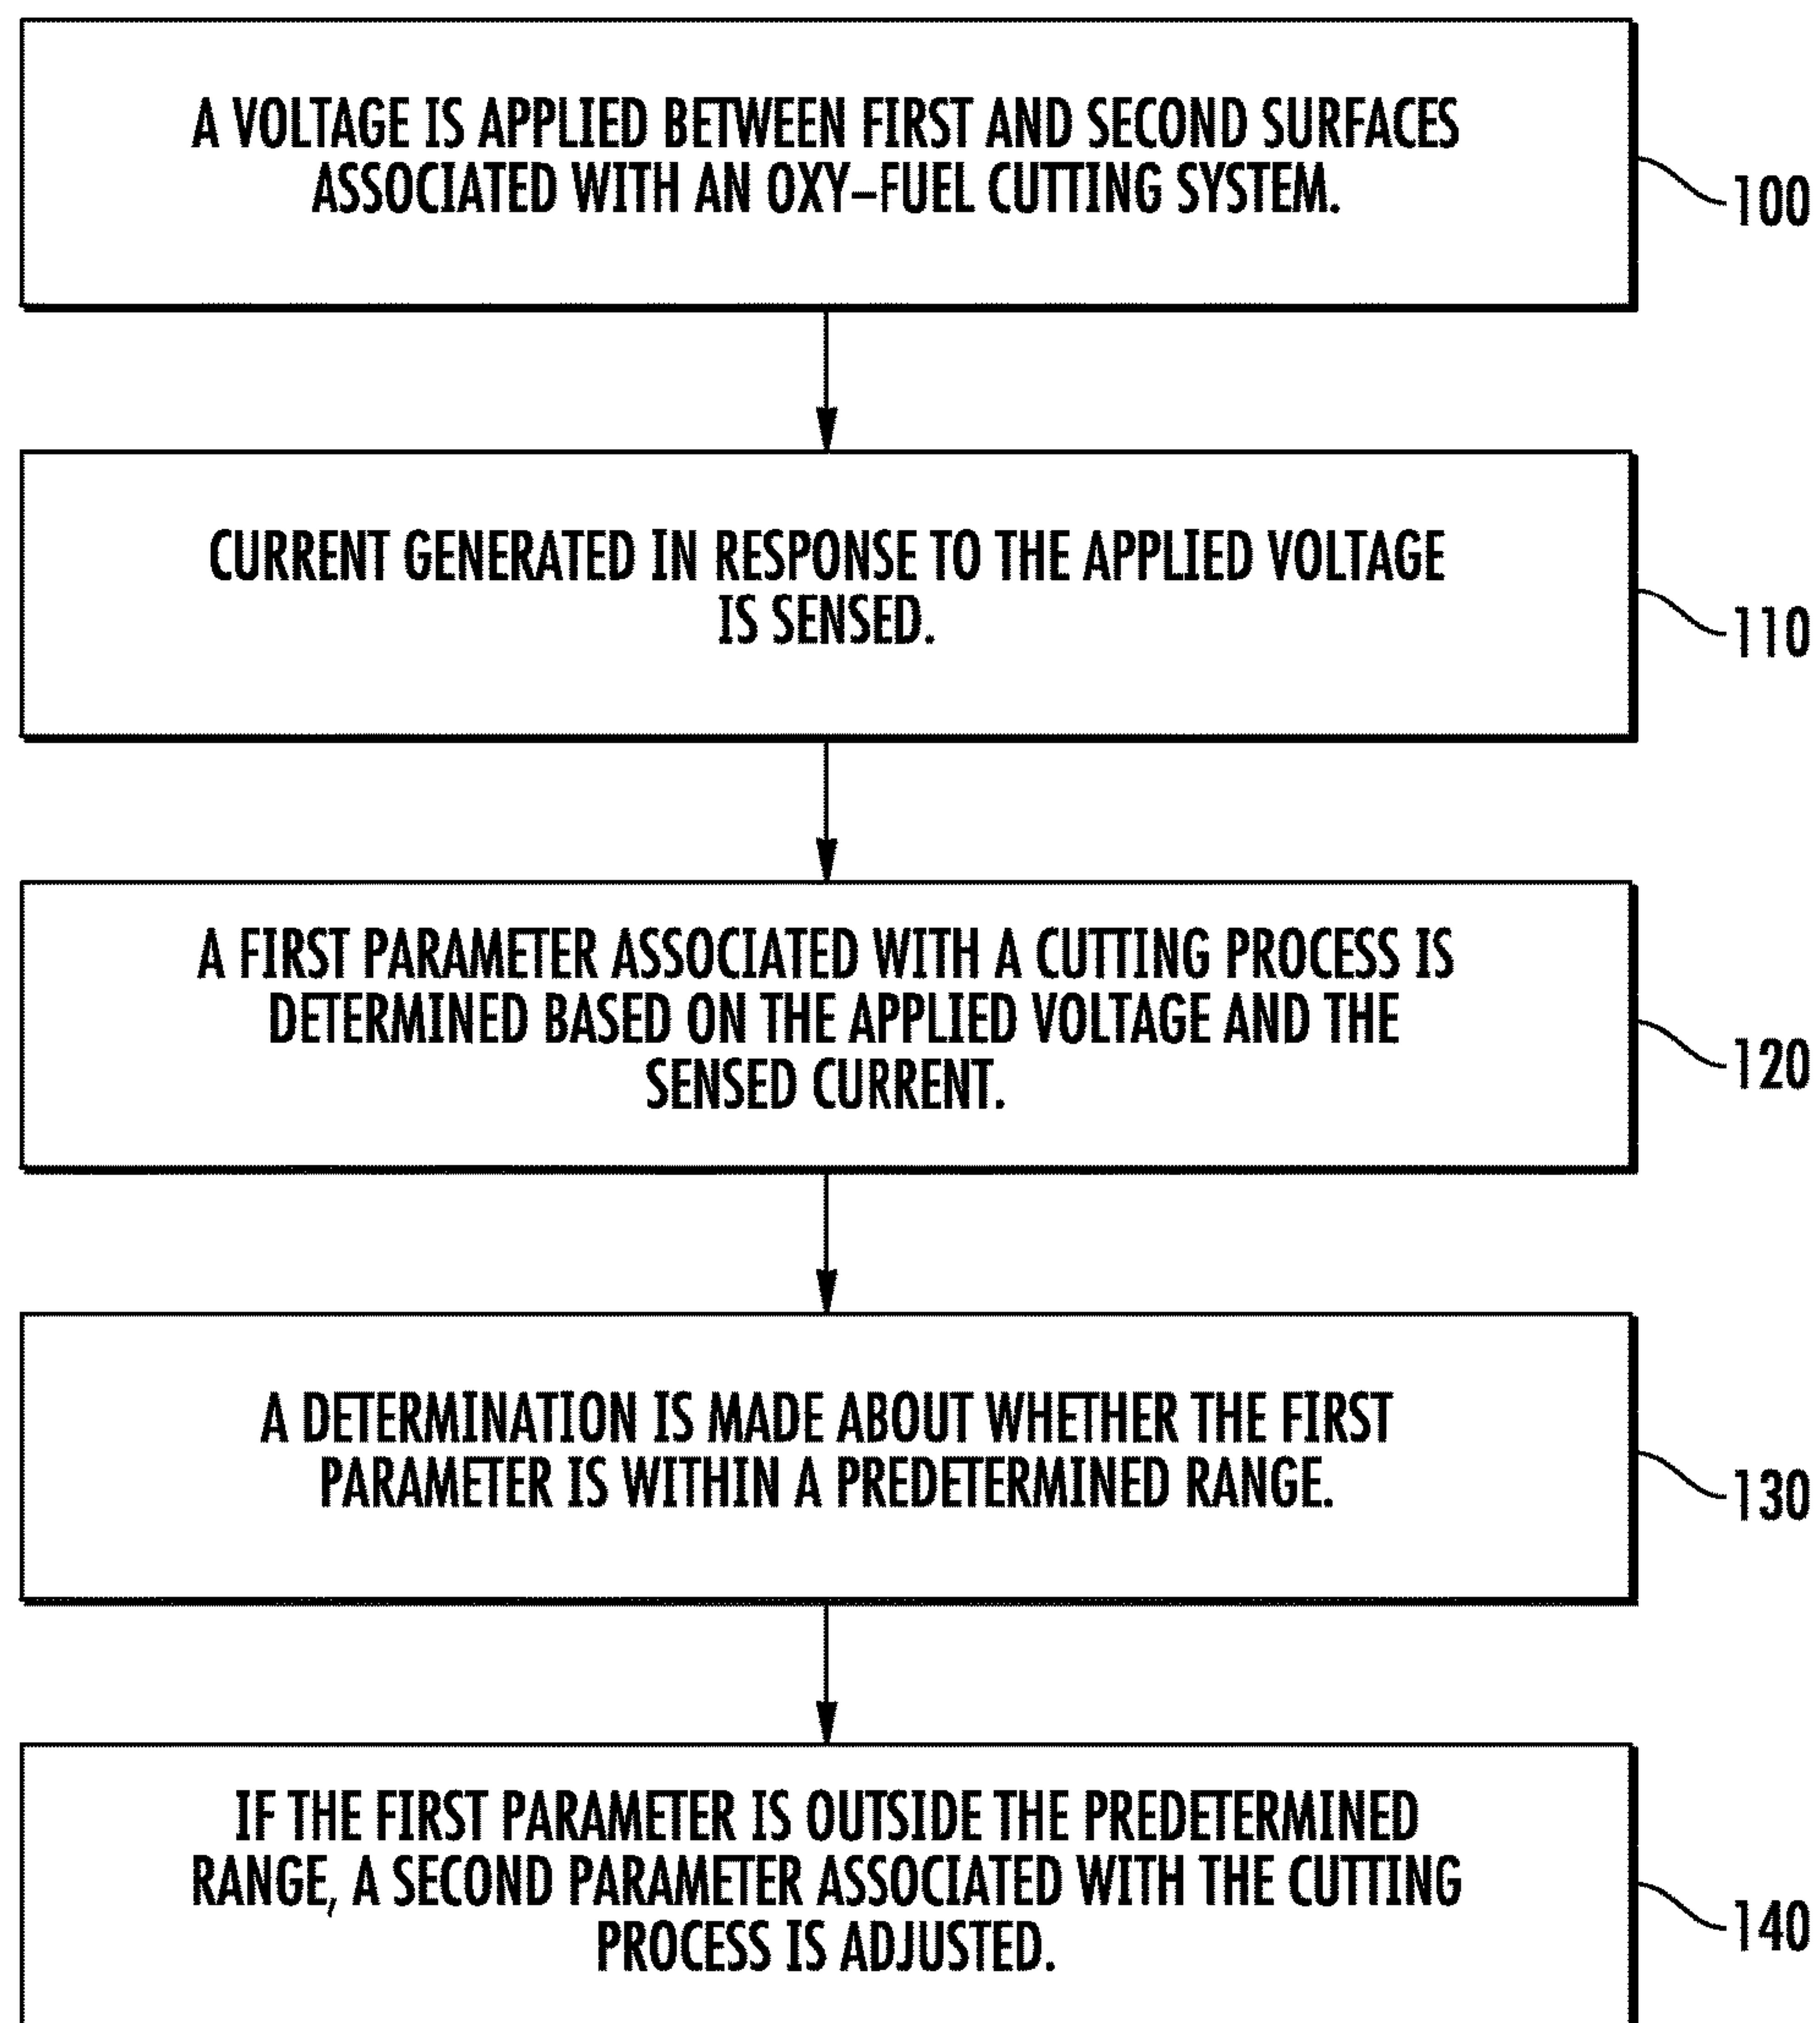 A VOLTAGE IS APPLIED BETWEEN FIRST AND SECOND SURFACES
ASSOCIATED WITH AN OXY–FUEL CUTTING SYSTEM.
100
CURRENT GENERATED IN RESPONSE TO THE APPLIED VOLTAGE
IS SENSED.
110
A FIRST PARAMETER ASSOCIATED WITH A CUTTING PROCESS IS
DETERMINED BASED ON THE APPLIED VOLTAGE AND THE
SENSED CURRENT.
120
A DETERMINATION IS MADE ABOUT WHETHER THE FIRST
PARAMETER IS WITHIN A PREDETERMINED RANGE.
130
IF THE FIRST PARAMETER IS OUTSIDE THE PREDETERMINED
RANGE, A SECOND PARAMETER ASSOCIATED WITH THE CUTTING
PROCESS IS ADJUSTED.
140